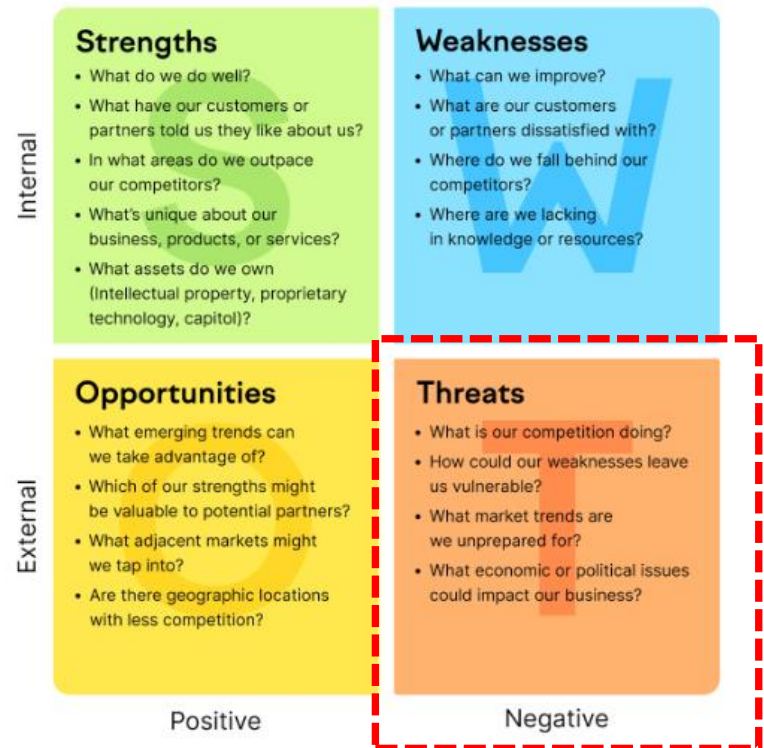 Strengths
• What do we do well?
• What have our customers or
partners told us they like about us?
• In what areas do we outpace
our competitors?
• What's unique about our
business, products, or services?
• What assets do we own
(Intellectual property, proprietary
technology, capitol)?
Weaknesses
• What can we improve?
• What are our customers
or partners dissatisfied with?
• Where do we fall behind our
competitors?
• Where are we lacking
in knowledge or resources?
Internal
S
W
Opportunities
• What emerging trends can
we take advantage of?
• Which of our strengths might
be valuable to potential partners?
• What adjacent markets might
we tap into?
• Are there geographic locations
with less competition?
Threats
• What is our competition doing?
• How could our weaknesses leave
us vulnerable?
• What market trends are
we unprepared for?
• What economic or political issues
could impact our business?
External
O
T
Positive
Negative